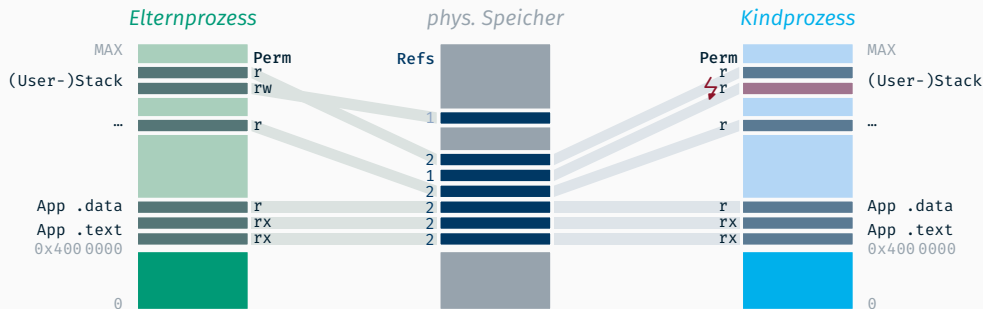 Elternprozess phys. Speicher Kindprozess
MAX Perm Refs Perm MAX
(User-)Stack r r (User-)Stack
rw r
1
… r r …
2
1
2
App .data r 2 r App .data
App .text rx 2 rx App .text
0x400 0000 rx 2 rx 0x400 0000
0 0